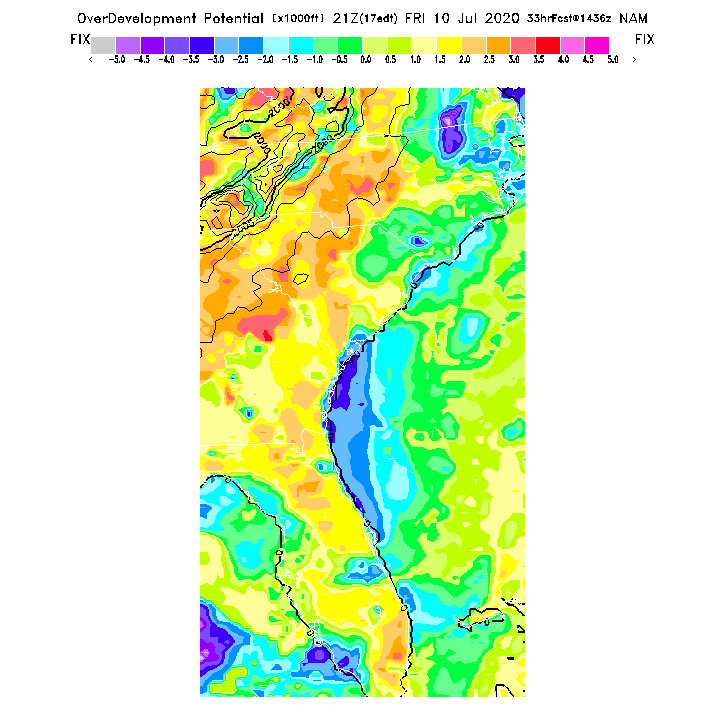 OverDevelopment Potential [x1000ft] 21Z(17edt) FRI 10 Jul 2020 33hrFcst@1436z NAM
FIX FIX
< -5.0 -4.5 -4.0 -3.5 -3.0 -2.5 -2.0 -1.5 -1.0 -0.5 0.0 0.5 1.0 1.5 2.0 2.5 3.0 3.5 4.0 4.5 5.0 >
2000
2000